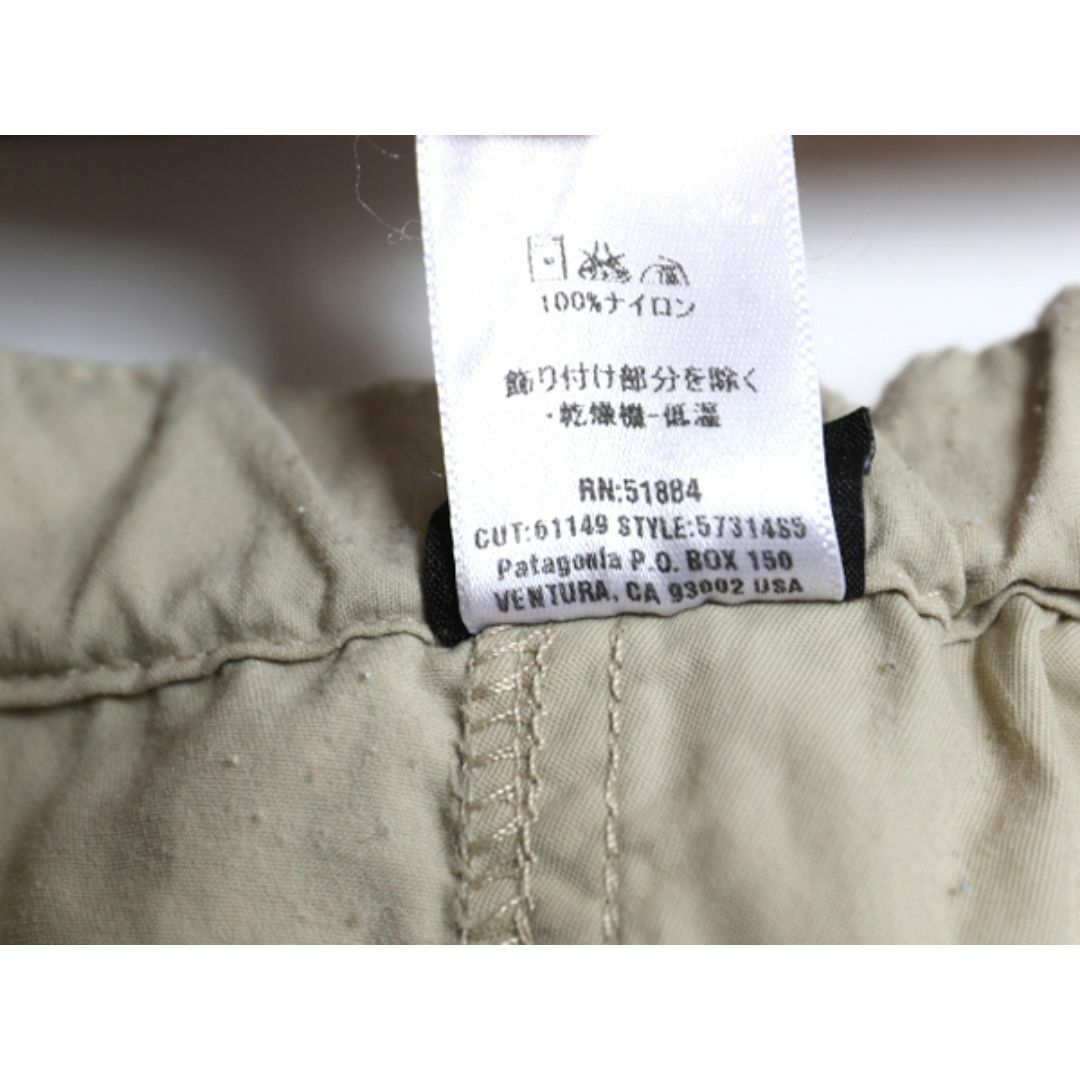 100%ナイロン
飾り付け部分を除く
・乾燥機-低温
RN:51884
CUT:61149 STYLE:57314S5
Patagonia P.O. BOX 150
VENTURA, CA 93002 USA